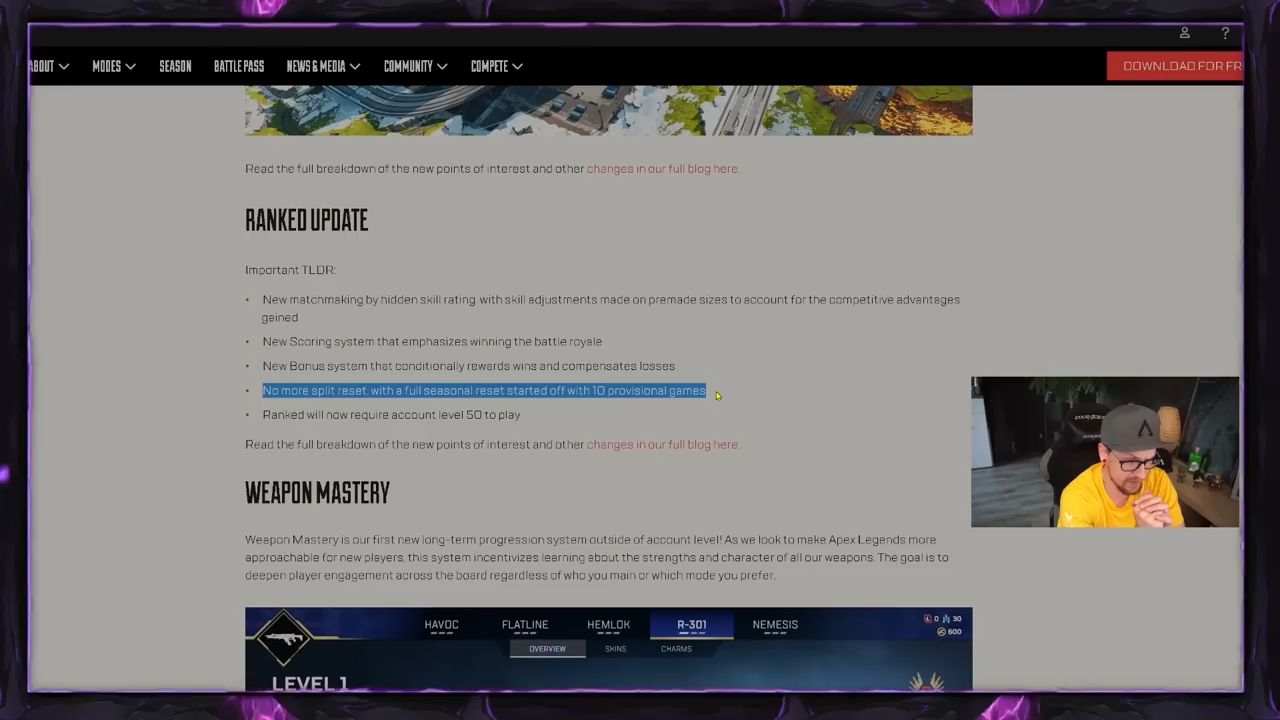 ?
ABOUT
MODES
SEASON
BATTLE PASS
NEWS & MEDIA
COMMUNITY
COMPETE
DOWNLOAD FOR FR
Read the full breakdown of the new points of interest and other changes in our full blog here.
RANKED UPDATE
Important TLDR:
• New matchmaking by hidden skill rating, with skill adjustments made on premade sizes to account for the competitive advantages
gained
• New Scoring system that emphasizes winning the battle royale
• New Bonus system that conditionally rewards wins and compensates losses
• No more split reset, with a full seasonal reset started off with 10 provisional games
• Ranked will now require account level 50 to play
Read the full breakdown of the new points of interest and other changes in our full blog here.
WEAPON MASTERY
Weapon Mastery is our first new long-term progression system outside of account level! As we look to make Apex Legends more
approachable for new players, this system incentivizes learning about the strengths and character of all our weapons. The goal is to
deepen player engagement across the board regardless of who you main or which mode you prefer.
HAVOC
FLATLINE
HEMLOK
R-301
NEMESIS
0
30
600
OVERVIEW
SKINS
CHARMS
LEVEL 1